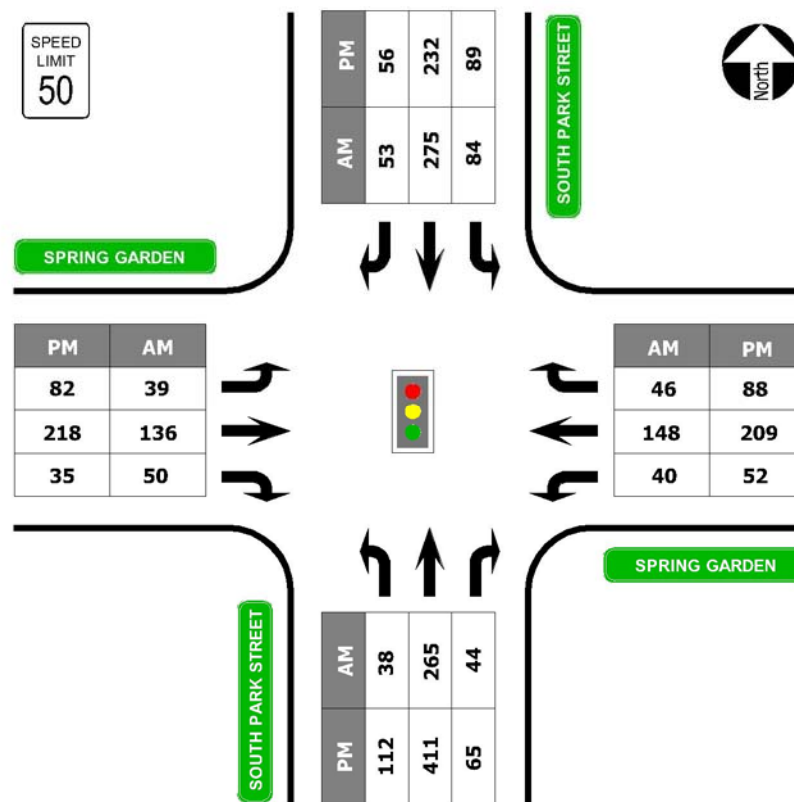 SPEED
LIMIT
50
PM 56 232 89
AM 53 275 84
SOUTH PARK STREET
North
SPRING GARDEN
PM AM
82 39
218 136
35 50
AM PM
46 88
148 209
40 52
SPRING GARDEN
SOUTH PARK STREET
AM 38 265 44
PM 112 411 65